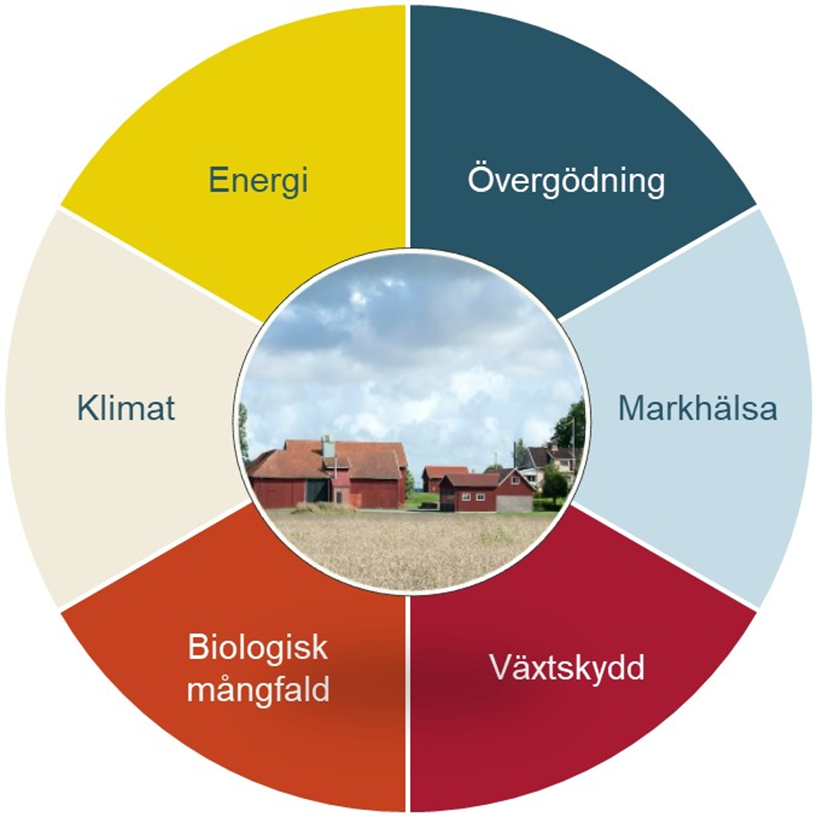 Energi
Övergödning
Klimat
Markhälsa
Biologisk
mångfald
Växtskydd